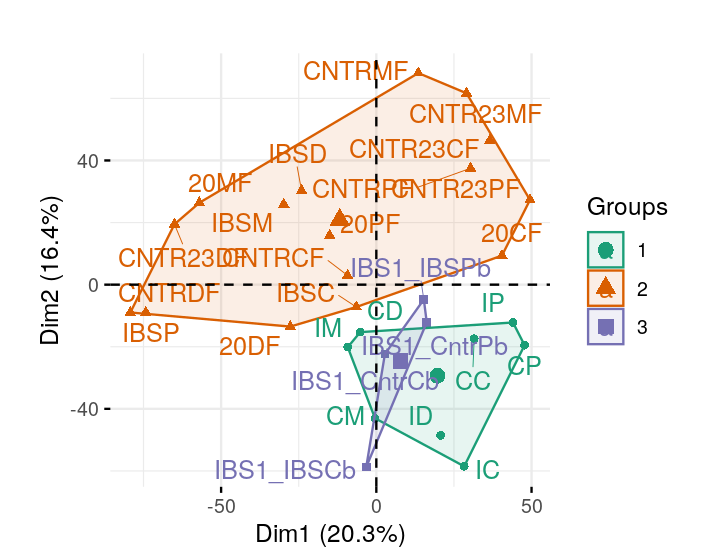 CNTRMF
CNTR23MF
CNTR23CF
IBSD
20MF
CNTRPF
CNTR23PF
IBSM
20PF
20CF
CNTR23DF
CNTRCF
IBS1_IBSPb
CNTRDF
IBSC
CD
IP
IBSP
IM
20DF
IBS1_CntrPb
CP
IBS1_CntrCb
CC
CM
ID
IBS1_IBSCb
IC
40
0
-40
-50
0
50
Dim1 (20.3%)
Dim2 (16.4%)
Groups
a 1
a 2
a 3